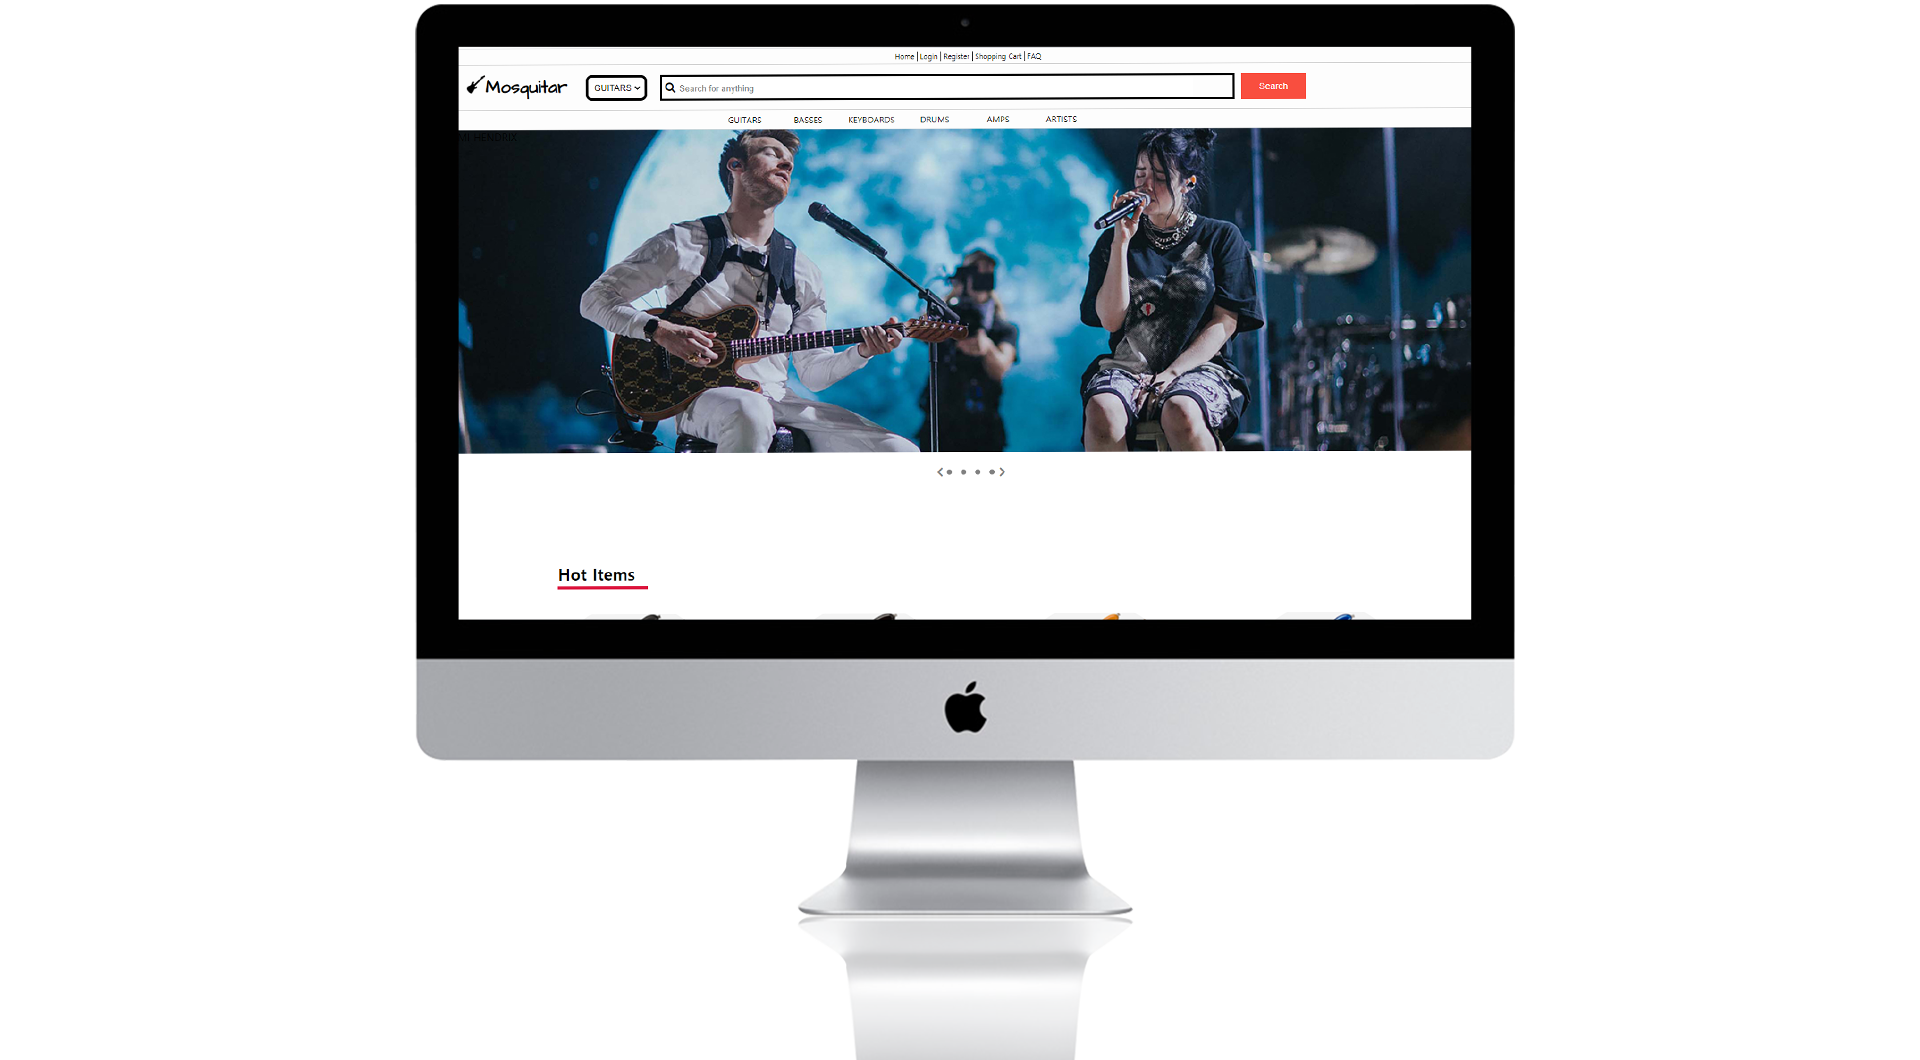 Home | Login | Register | Shopping Cart | FAQ
Mosquitar
GUITARS
Search for anything
Search
GUITARS BASSES KEYBOARDS DRUMS AMPS ARTISTS
Hot Items